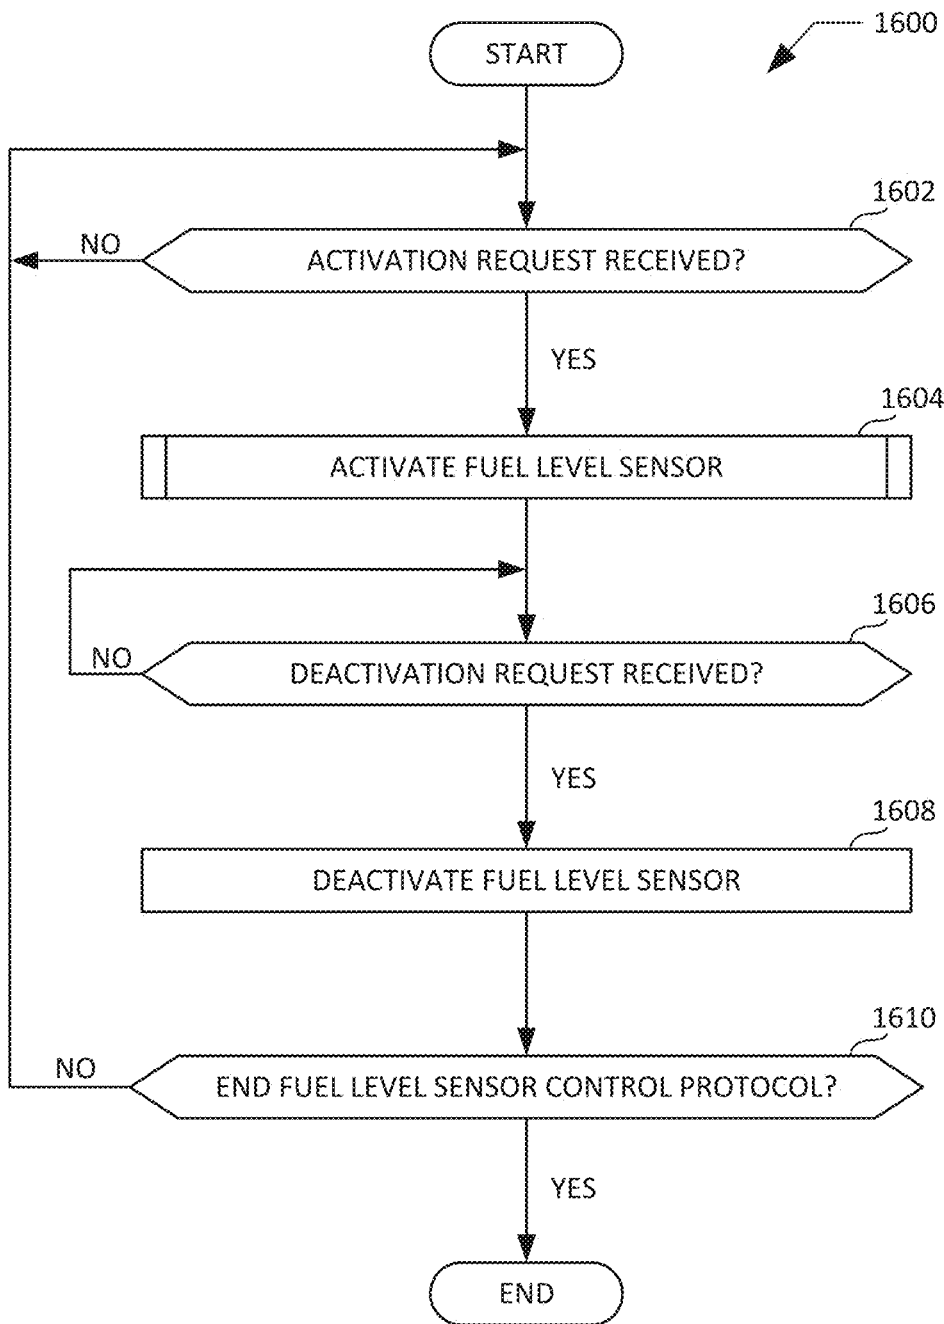 1600
START
1602
NO
ACTIVATION REQUEST RECEIVED?
YES
1604
ACTIVATE FUEL LEVEL SENSOR
1606
NO
DEACTIVATION REQUEST RECEIVED?
YES
1608
DEACTIVATE FUEL LEVEL SENSOR
1610
NO
END FUEL LEVEL SENSOR CONTROL PROTOCOL?
YES
END